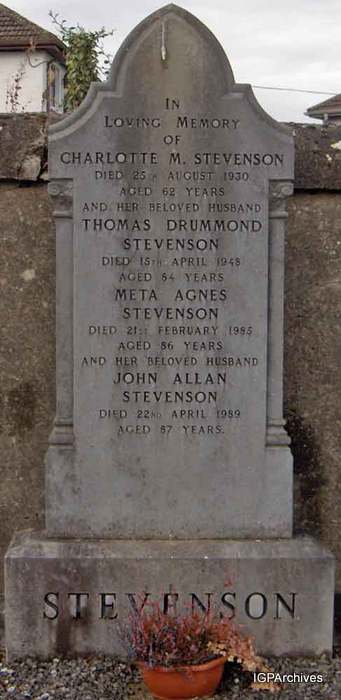 In
Loving Memory
of
CHARLOTTE M. STEVENSON
Died 25th August 1930
aged 62 years
and her beloved husband
THOMAS DRUMMOND
STEVENSON
Died 15th April 1948
aged 84 years
META AGNES
STEVENSON
Died 21st February 1985
aged 86 years
and her beloved husband
JOHN ALLAN
STEVENSON
Died 22nd April 1989
aged 87 years.
STEVENSON
IGPArchives